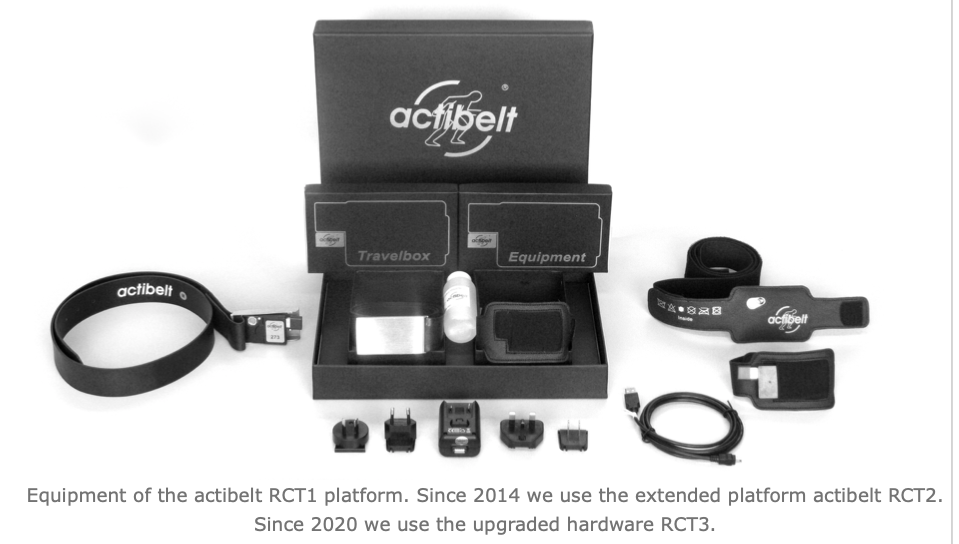 actibelt ®
Travelbox
Equipment
actibelt
actibelt
inside
Equipment of the actibelt RCT1 platform. Since 2014 we use the extended platform actibelt RCT2.
Since 2020 we use the upgraded hardware RCT3.